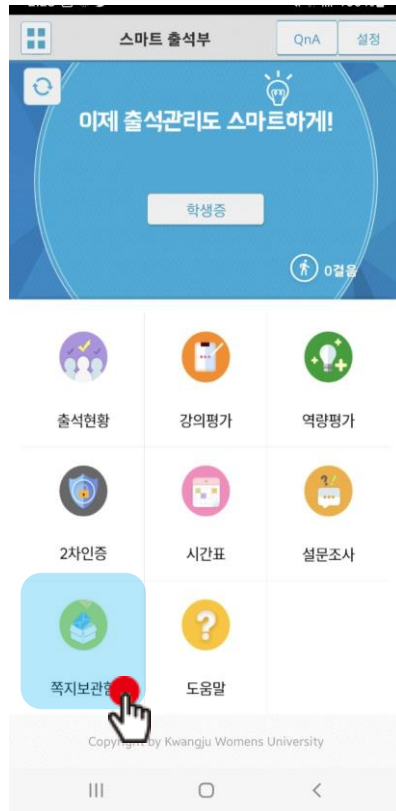 스마트 출석부
QnA
설정
이제 출석관리도 스마트하게!
학생증
0걸음
출석현황
강의평가
역량평가
2차인증
시간표
설문조사
쪽지보관함
도움말
Copyright by Kwangju Womens University